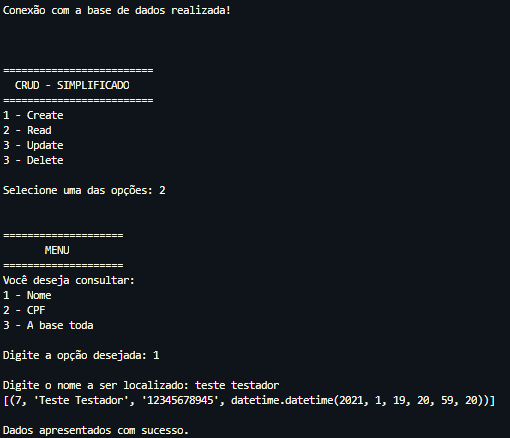 Conexão com a base de dados realizada!
=========================
CRUD - SIMPLIFICADO
=========================
1 - Create
2 - Read
3 - Update
3 - Delete
Selecione uma das opções: 2
====================
MENU
====================
Você deseja consultar:
1 - Nome
2 - CPF
3 - A base toda
Digite a opção desejada: 1
Digite o nome a ser localizado: teste testador
[(7, 'Teste Testador', '12345678945', datetime.datetime(2021, 1, 19, 20, 59, 20))]
Dados apresentados com sucesso.